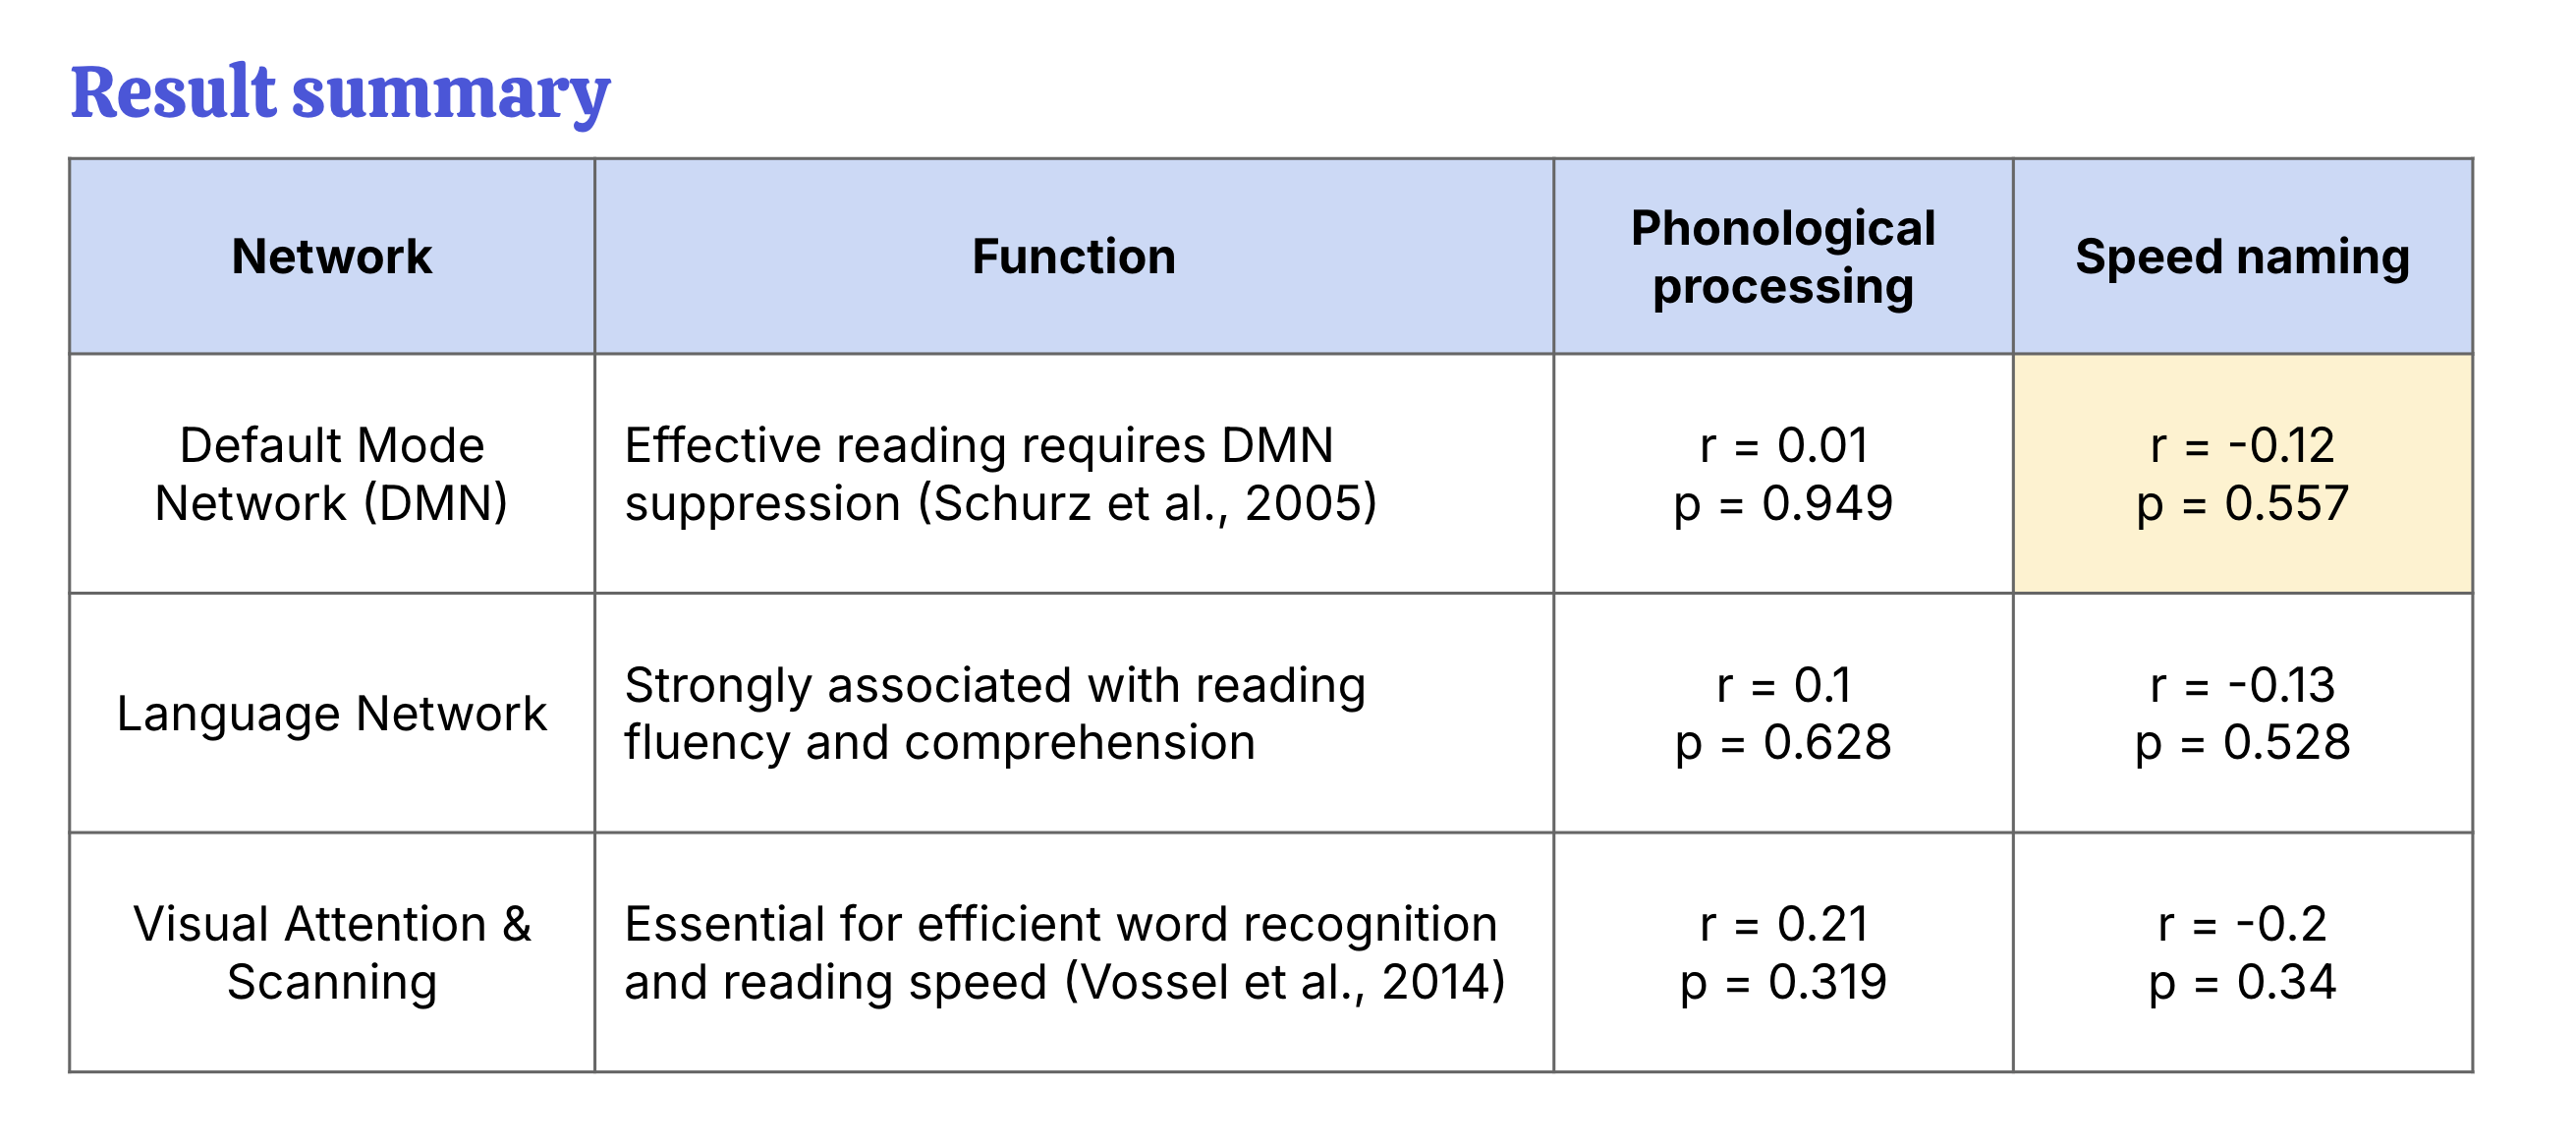 Result summary
Network
Function
Phonological
processing
Speed naming
Default Mode
Network (DMN)
Effective reading requires DMN
suppression (Schurz et al., 2005)
r = 0.01
p = 0.949
r = -0.12
p = 0.557
Language Network
Strongly associated with reading
fluency and comprehension
r = 0.1
p = 0.628
r = -0.13
p = 0.528
Visual Attention &
Scanning
Essential for efficient word recognition
and reading speed (Vossel et al., 2014)
r = 0.21
p = 0.319
r = -0.2
p = 0.34